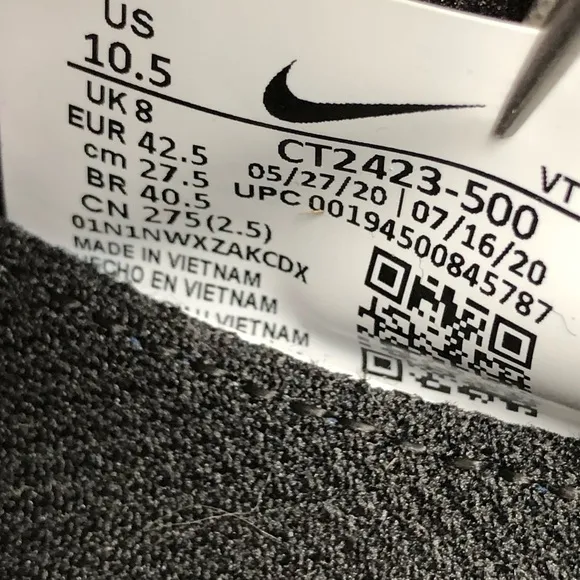 US
10.5
UK 8
EUR 42.5
cm 27.5
BR 40.5
CN 275(2.5)
01N1NWXZAKCDX
MADE IN VIETNAM
HECHO EN VIETNAM
VIETNAM
CT2423-500
05/27/20 | 07/16/20
UPC 00194500845787
VT